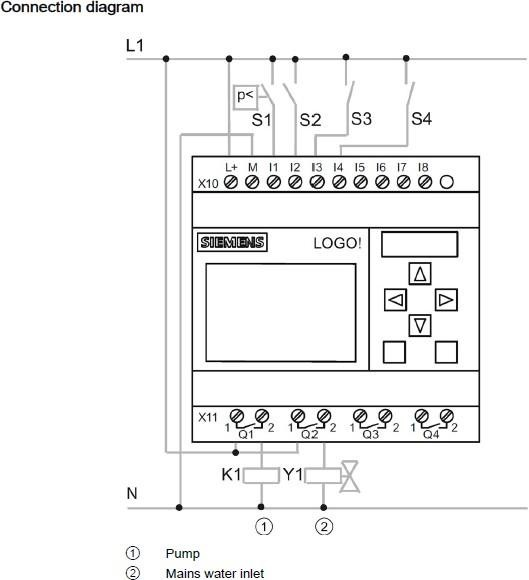 Connection diagram
L1
p<
S1 S2 S3 S4
L+ M I1 I2 I3 I4 I5 I6 I7 I8
X10
SIEMENS LOGO!
X11
1 2 1 2 1 2 1 2
Q1 Q2 Q3 Q4
K1 Y1
N
1 2
1 Pump
2 Mains water inlet